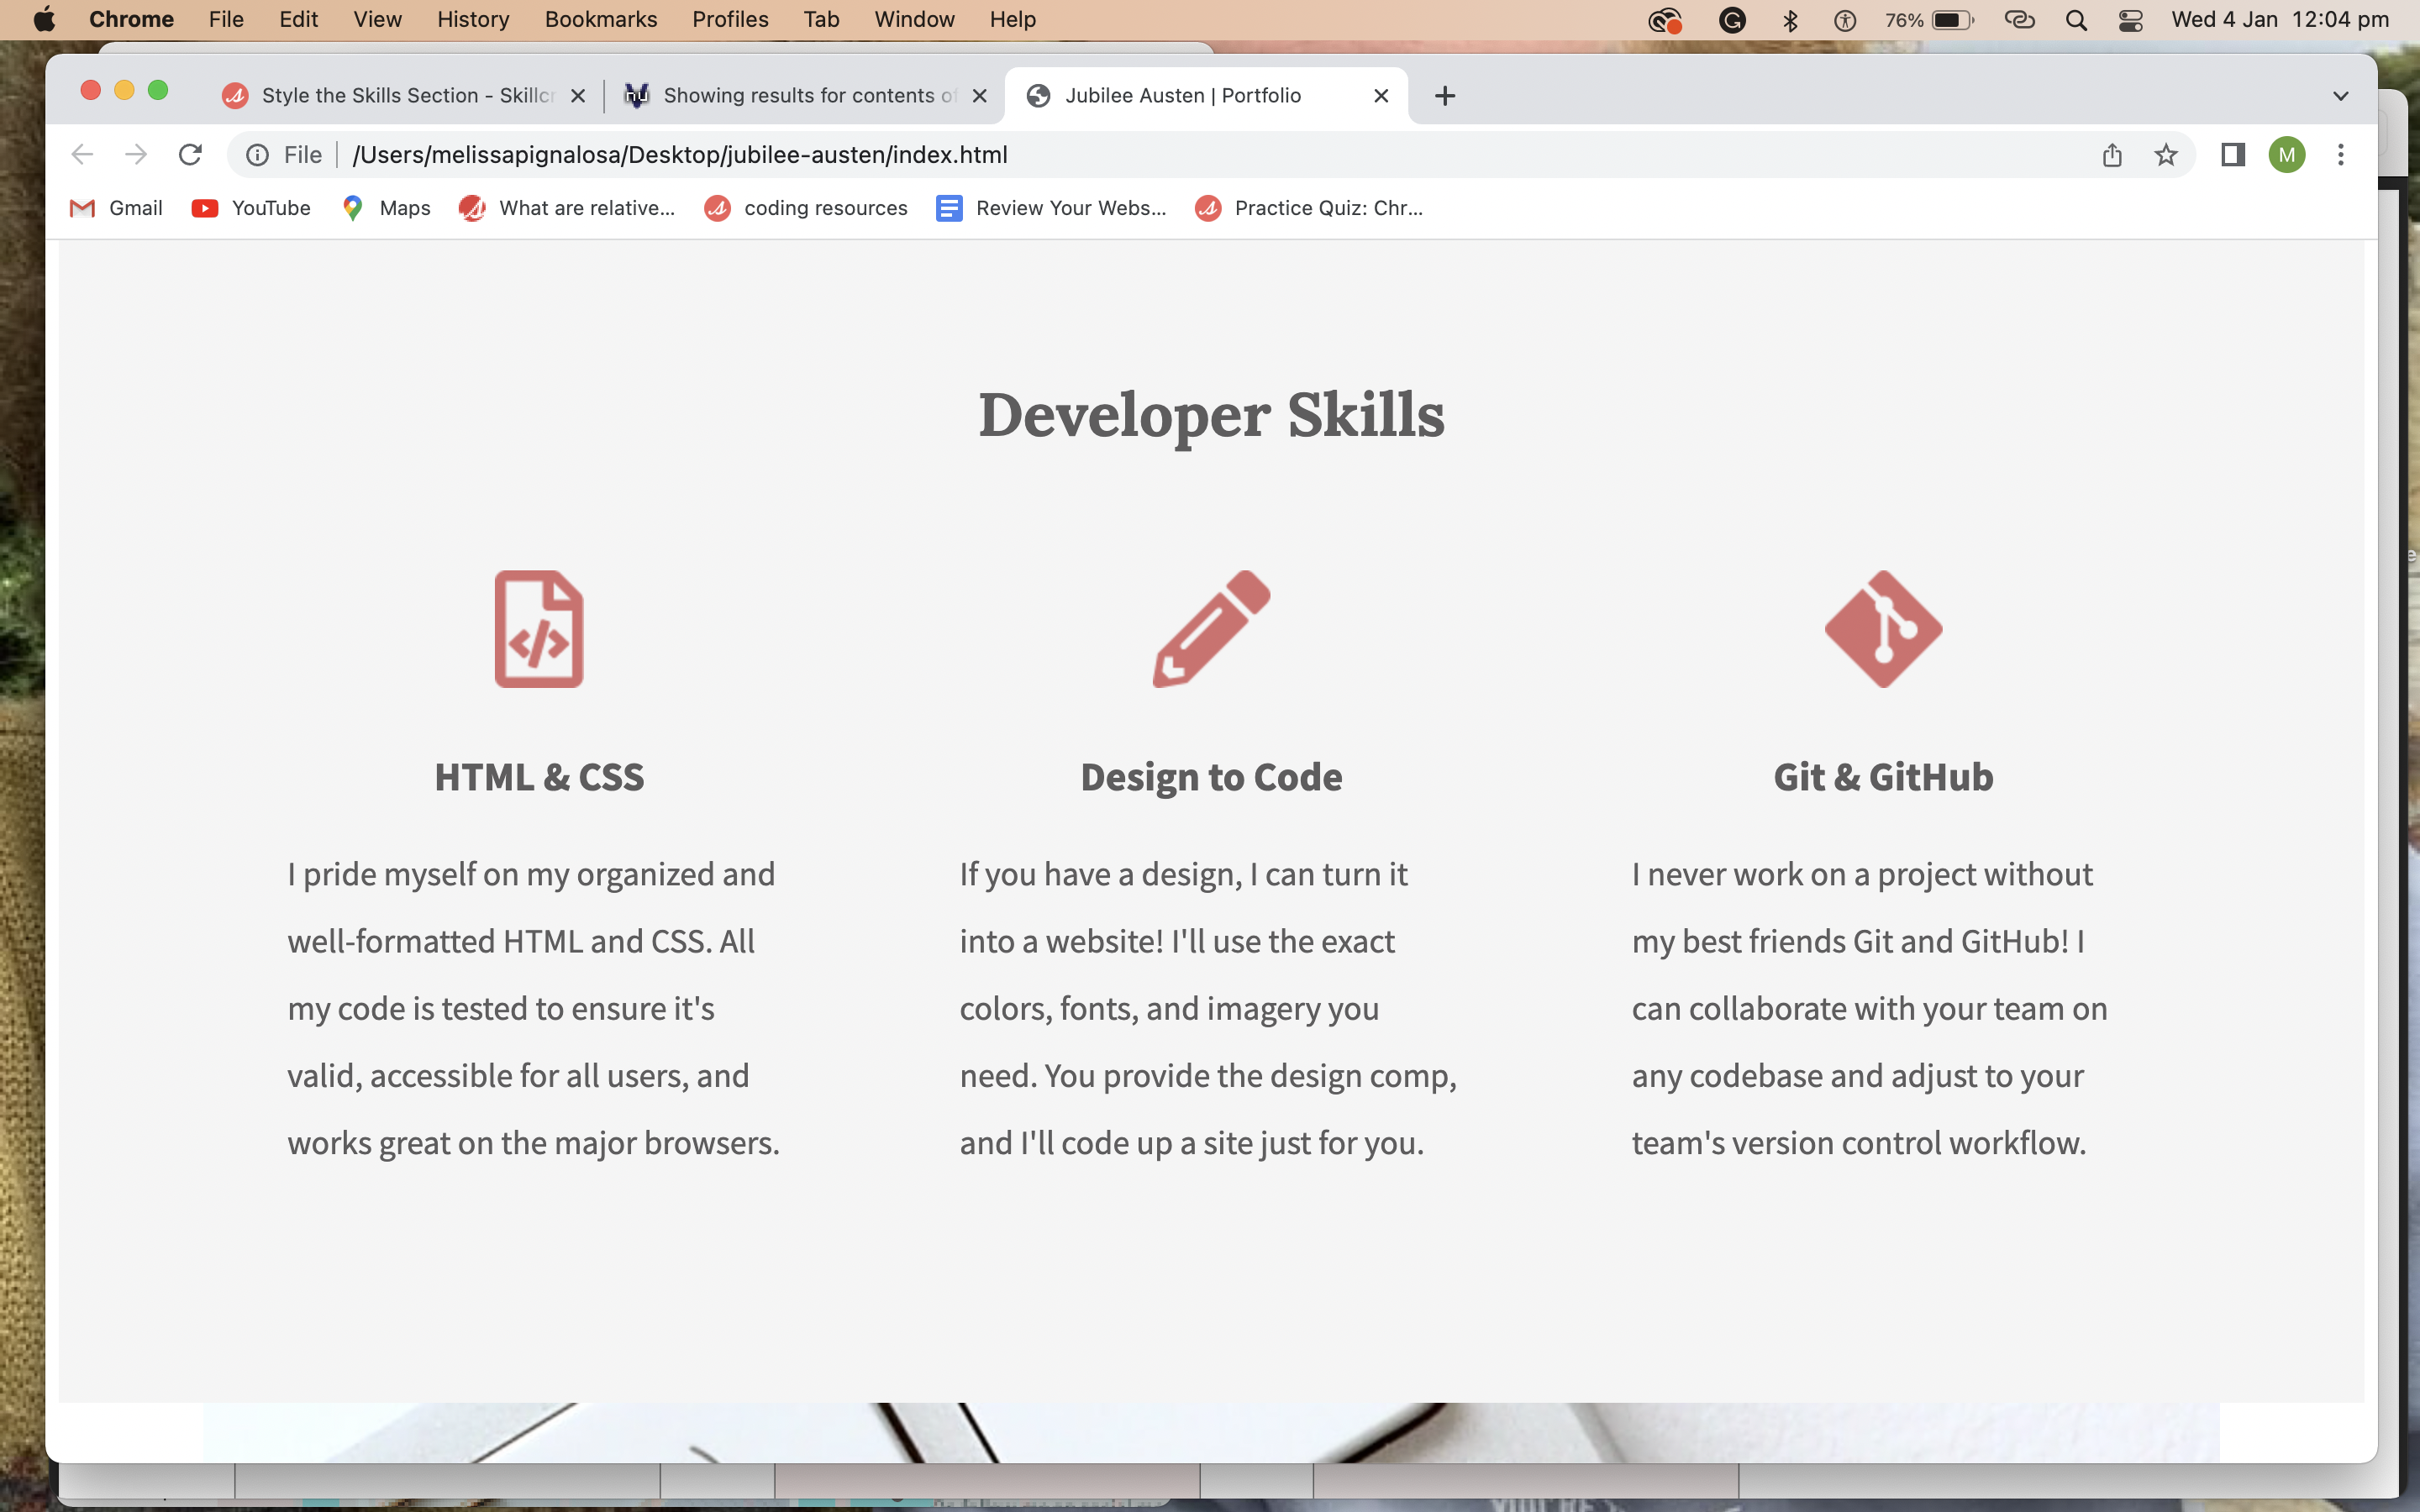 Chrome File Edit View History Bookmarks Profiles Tab Window Help 76% Wed 4 Jan 12:04 pm
Style the Skills Section - Skillcr Showing results for contents of Jubilee Austen | Portfolio
File /Users/melissapignalosa/Desktop/jubilee-austen/index.html M
Gmail YouTube Maps What are relative... coding resources Review Your Webs... Practice Quiz: Chr...
Developer Skills
HTML & CSS
I pride myself on my organized and
well-formatted HTML and CSS. All
my code is tested to ensure it's
valid, accessible for all users, and
works great on the major browsers.
Design to Code
If you have a design, I can turn it
into a website! I'll use the exact
colors, fonts, and imagery you
need. You provide the design comp,
and I'll code up a site just for you.
Git & GitHub
I never work on a project without
my best friends Git and GitHub! I
can collaborate with your team on
any codebase and adjust to your
team's version control workflow.